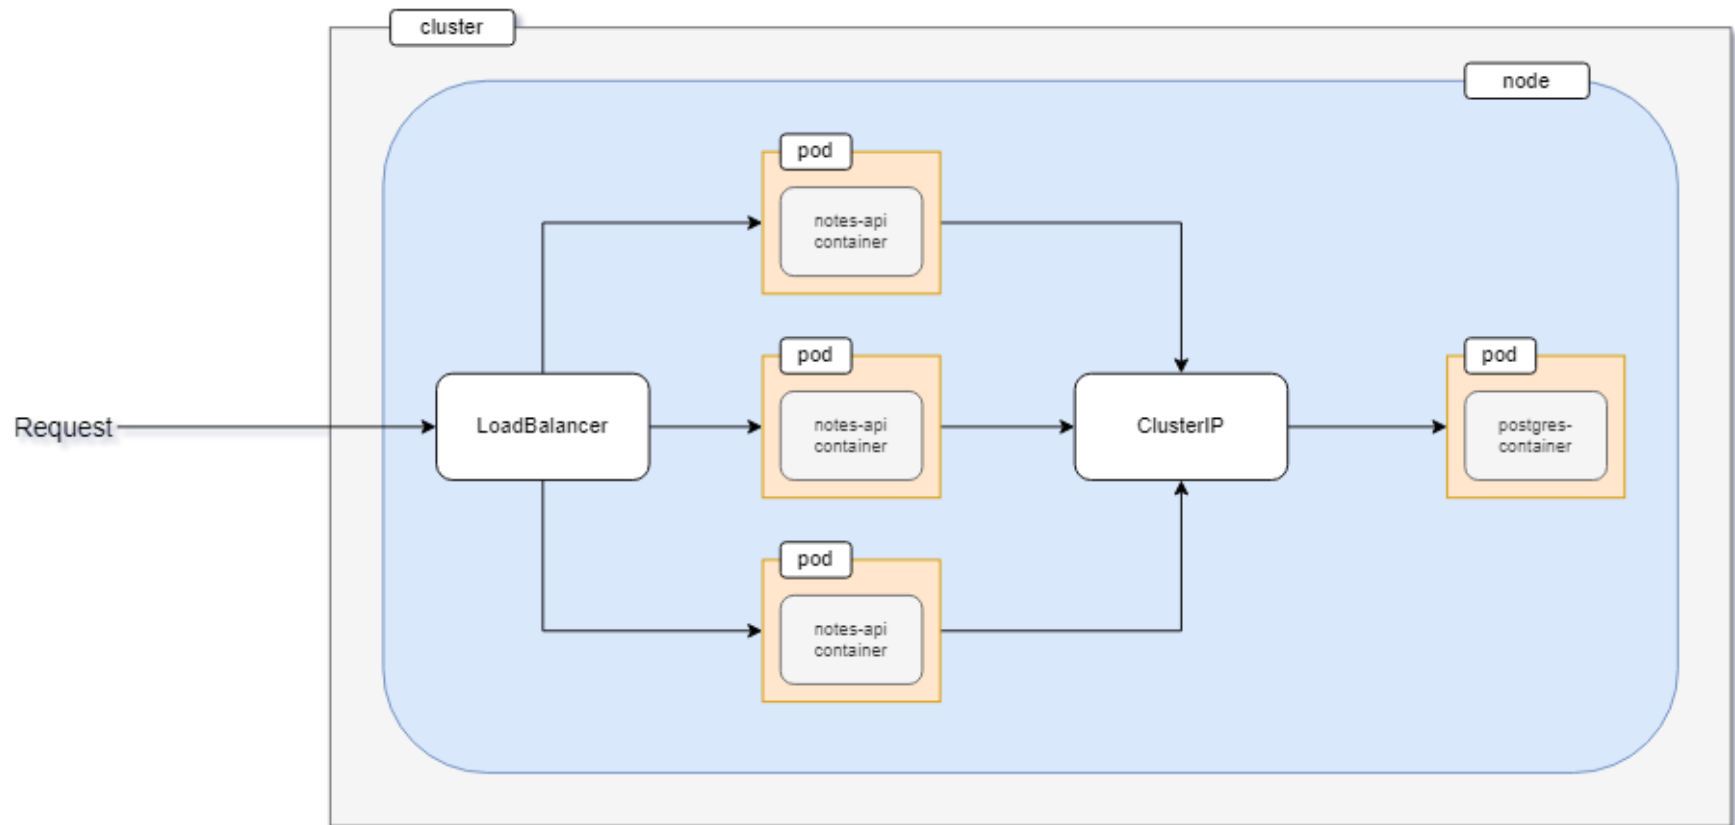 cluster
node
pod
notes-api
container
pod
notes-api
container
pod
Request
LoadBalancer
ClusterIP
postgres-
container
pod
notes-api
container